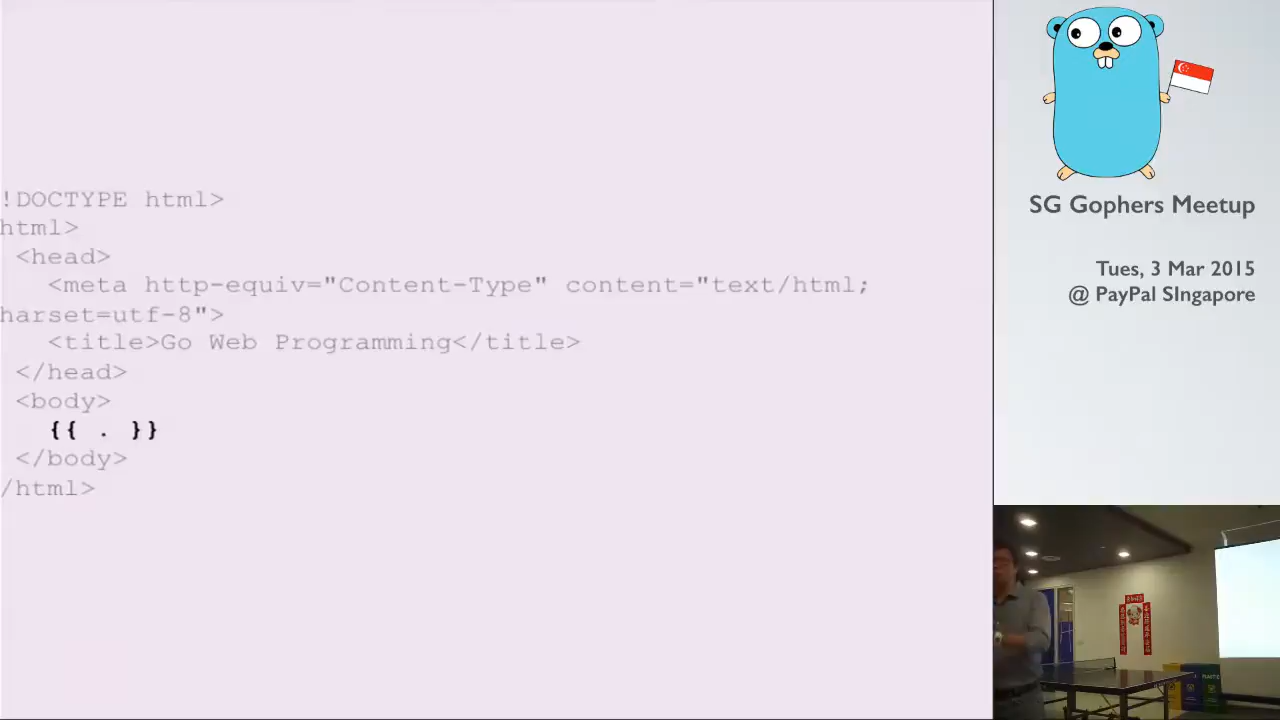 !DOCTYPE html>
html>
<head>
<meta http-equiv="Content-Type" content="text/html;
harset=utf-8">
<title>Go Web Programming</title>
</head>
<body>
{{ . }}
</body>
/html>
SG Gophers Meetup
Tues, 3 Mar 2015
@ PayPal SIngapore